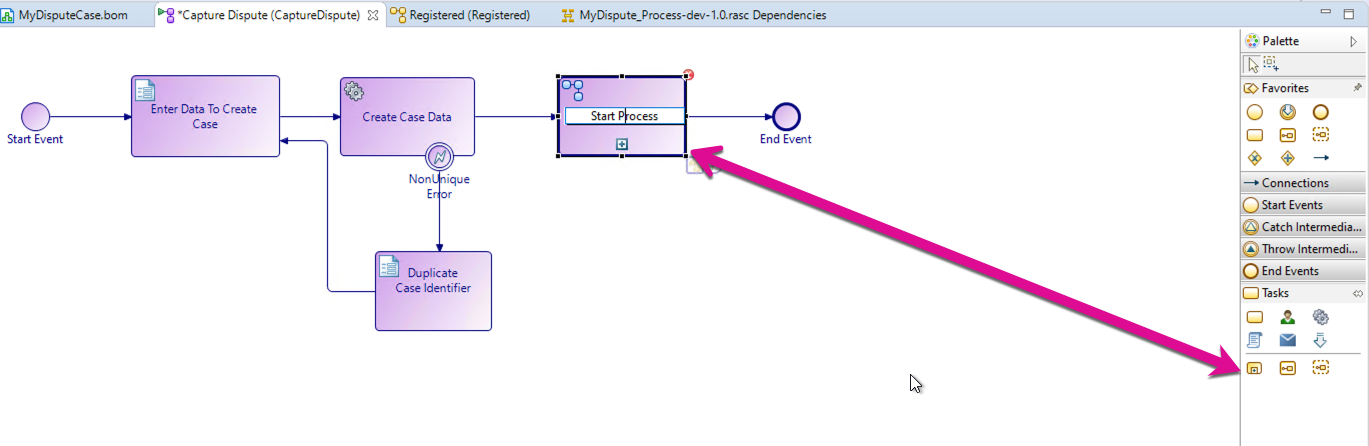 MyDisputeCase.bom
*Capture Dispute (CaptureDispute)
Registered (Registered)
MyDispute_Process-dev-1.0.rasc Dependencies
Start Event
Enter Data To Create
Case
Create Case Data
NonUnique
Error
Start Process
End Event
Duplicate
Case Identifier
Palette
Favorites
Connections
Start Events
Catch Intermedia...
Throw Intermedi...
End Events
Tasks